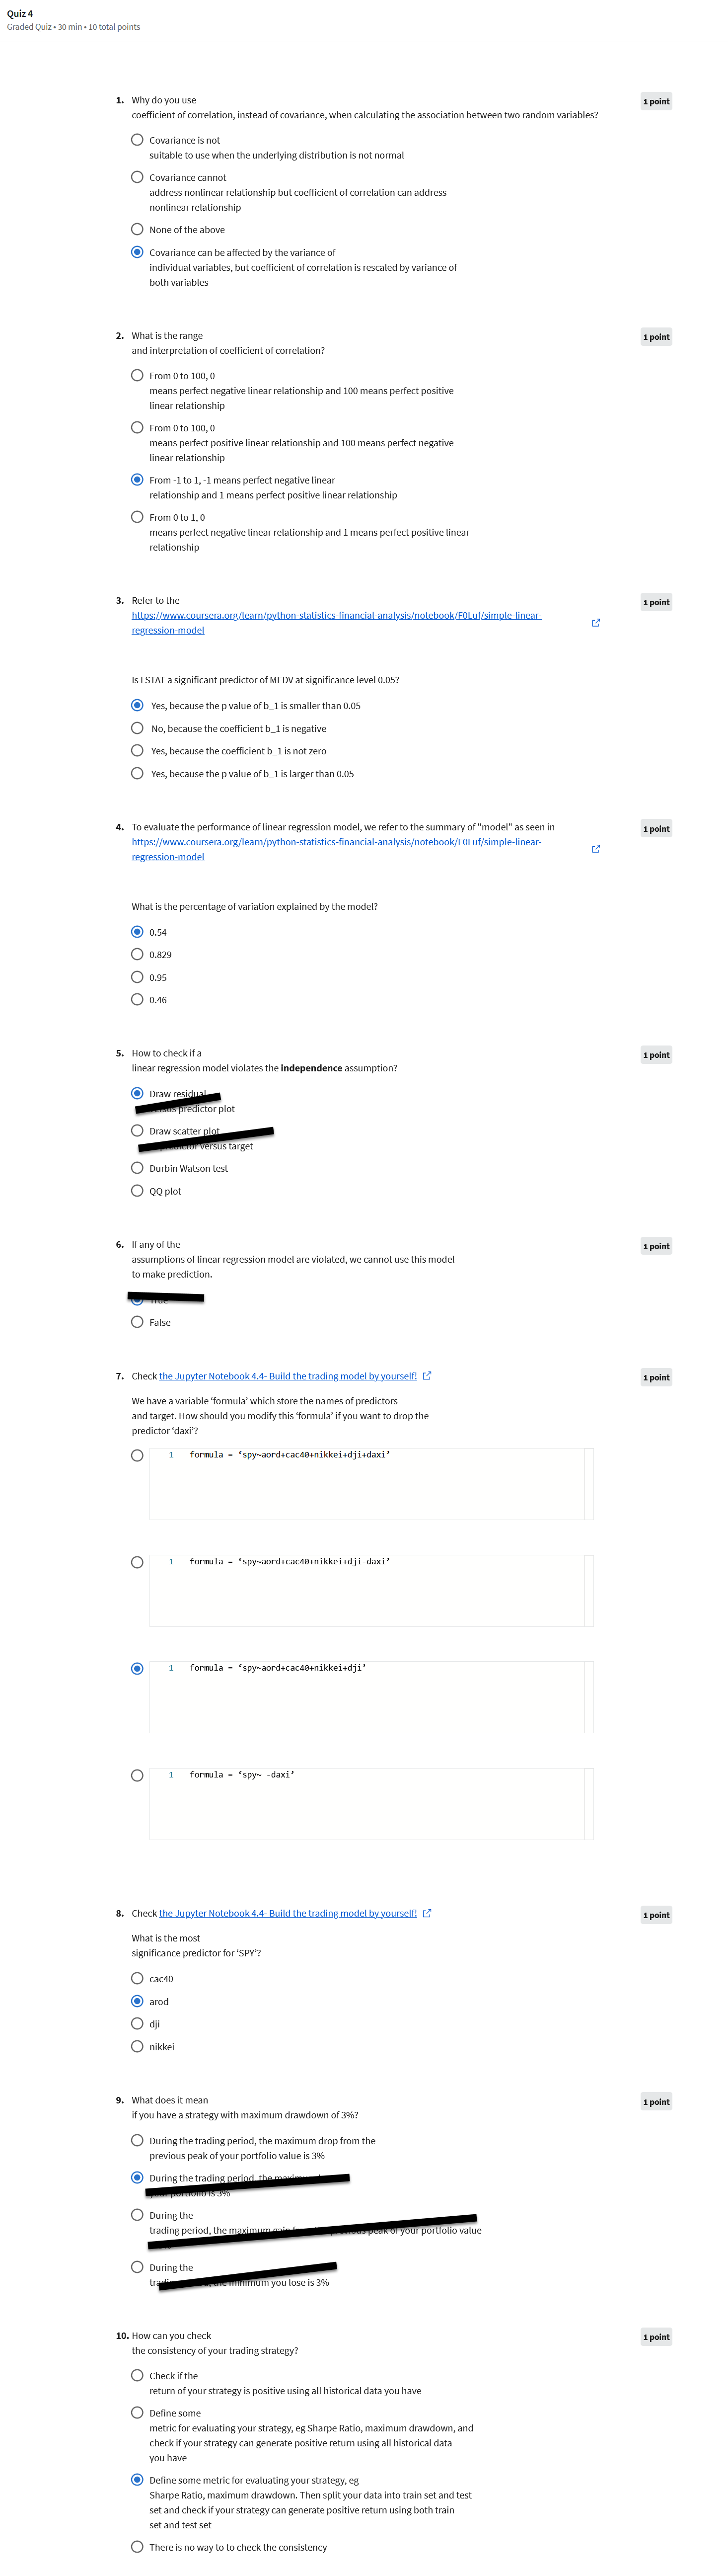 Quiz 4
Graded Quiz • 30 min • 10 total points
1. Why do you use
1 point
coefficient of correlation, instead of covariance, when calculating the association between two random variables?
Covariance is not
suitable to use when the underlying distribution is not normal
Covariance cannot
address nonlinear relationship but coefficient of correlation can address
nonlinear relationship
None of the above
Covariance can be affected by the variance of
individual variables, but coefficient of correlation is rescaled by variance of
both variables
2. What is the range
1 point
and interpretation of coefficient of correlation?
From 0 to 100, 0
means perfect negative linear relationship and 100 means perfect positive
linear relationship
From 0 to 100, 0
means perfect positive linear relationship and 100 means perfect negative
linear relationship
From -1 to 1, -1 means perfect negative linear
relationship and 1 means perfect positive linear relationship
From 0 to 1, 0
means perfect negative linear relationship and 1 means perfect positive linear
relationship
3. Refer to the
1 point
https://www.coursera.org/learn/python-statistics-financial-analysis/notebook/F0Luf/simple-linear-
regression-model
Is LSTAT a significant predictor of MEDV at significance level 0.05?
Yes, because the p value of b_1 is smaller than 0.05
No, because the coefficient b_1 is negative
Yes, because the coefficient b_1 is not zero
Yes, because the p value of b_1 is larger than 0.05
4. To evaluate the performance of linear regression model, we refer to the summary of "model" as seen in
1 point
https://www.coursera.org/learn/python-statistics-financial-analysis/notebook/F0Luf/simple-linear-
regression-model
What is the percentage of variation explained by the model?
0.54
0.829
0.95
0.46
5. How to check if a
1 point
linear regression model violates the independence assumption?
Draw residual
predictor plot
Draw scatter plot
versus target
Durbin Watson test
QQ plot
6. If any of the
1 point
assumptions of linear regression model are violated, we cannot use this model
to make prediction.
False
7. Check the Jupyter Notebook 4.4- Build the trading model by yourself!
1 point
We have a variable ‘formula’ which store the names of predictors
and target. How should you modify this ‘formula’ if you want to drop the
predictor ‘daxi’?
1 formula = ‘spy~aord+cac40+nikkei+dji+daxi’
1 formula = ‘spy~aord+cac40+nikkei+dji-daxi’
1 formula = ‘spy~aord+cac40+nikkei+dji’
1 formula = ‘spy~ -daxi’
8. Check the Jupyter Notebook 4.4- Build the trading model by yourself!
1 point
What is the most
significance predictor for ‘SPY’?
cac40
arod
dji
nikkei
9. What does it mean
1 point
if you have a strategy with maximum drawdown of 3%?
During the trading period, the maximum drop from the
previous peak of your portfolio value is 3%
During the trading period, the
portfolio is 3%
During the
trading period, the maximum gain peak of your portfolio value
During the
minimum you lose is 3%
10. How can you check
1 point
the consistency of your trading strategy?
Check if the
return of your strategy is positive using all historical data you have
Define some
metric for evaluating your strategy, eg Sharpe Ratio, maximum drawdown, and
check if your strategy can generate positive return using all historical data
you have
Define some metric for evaluating your strategy, eg
Sharpe Ratio, maximum drawdown. Then split your data into train set and test
set and check if your strategy can generate positive return using both train
set and test set
There is no way to to check the consistency